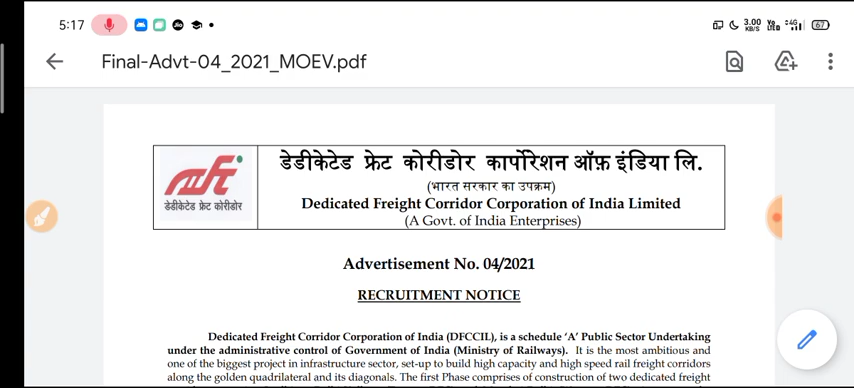 5:17
Jio
3.00 KB/S
4G
67
Final-Advt-04_2021_MOEV.pdf
डेडीकेटेड फ्रेट कोरीडोर कार्पोरेशन ऑफ़ इंडिया लि.
(भारत सरकार का उपक्रम)
डेडीकेटेड फ्रेट कोरीडोर
Dedicated Freight Corridor Corporation of India Limited
(A Govt. of India Enterprises)
Advertisement No. 04/2021
RECRUITMENT NOTICE
Dedicated Freight Corridor Corporation of India (DFCCIL), is a schedule ‘A’ Public Sector Undertaking
under the administrative control of Government of India (Ministry of Railways). It is the most ambitious and
one of the biggest project in infrastructure sector, set-up to build high capacity and high speed rail freight corridors
along the golden quadrilateral and its diagonals. The first Phase comprises of construction of two dedicated freight